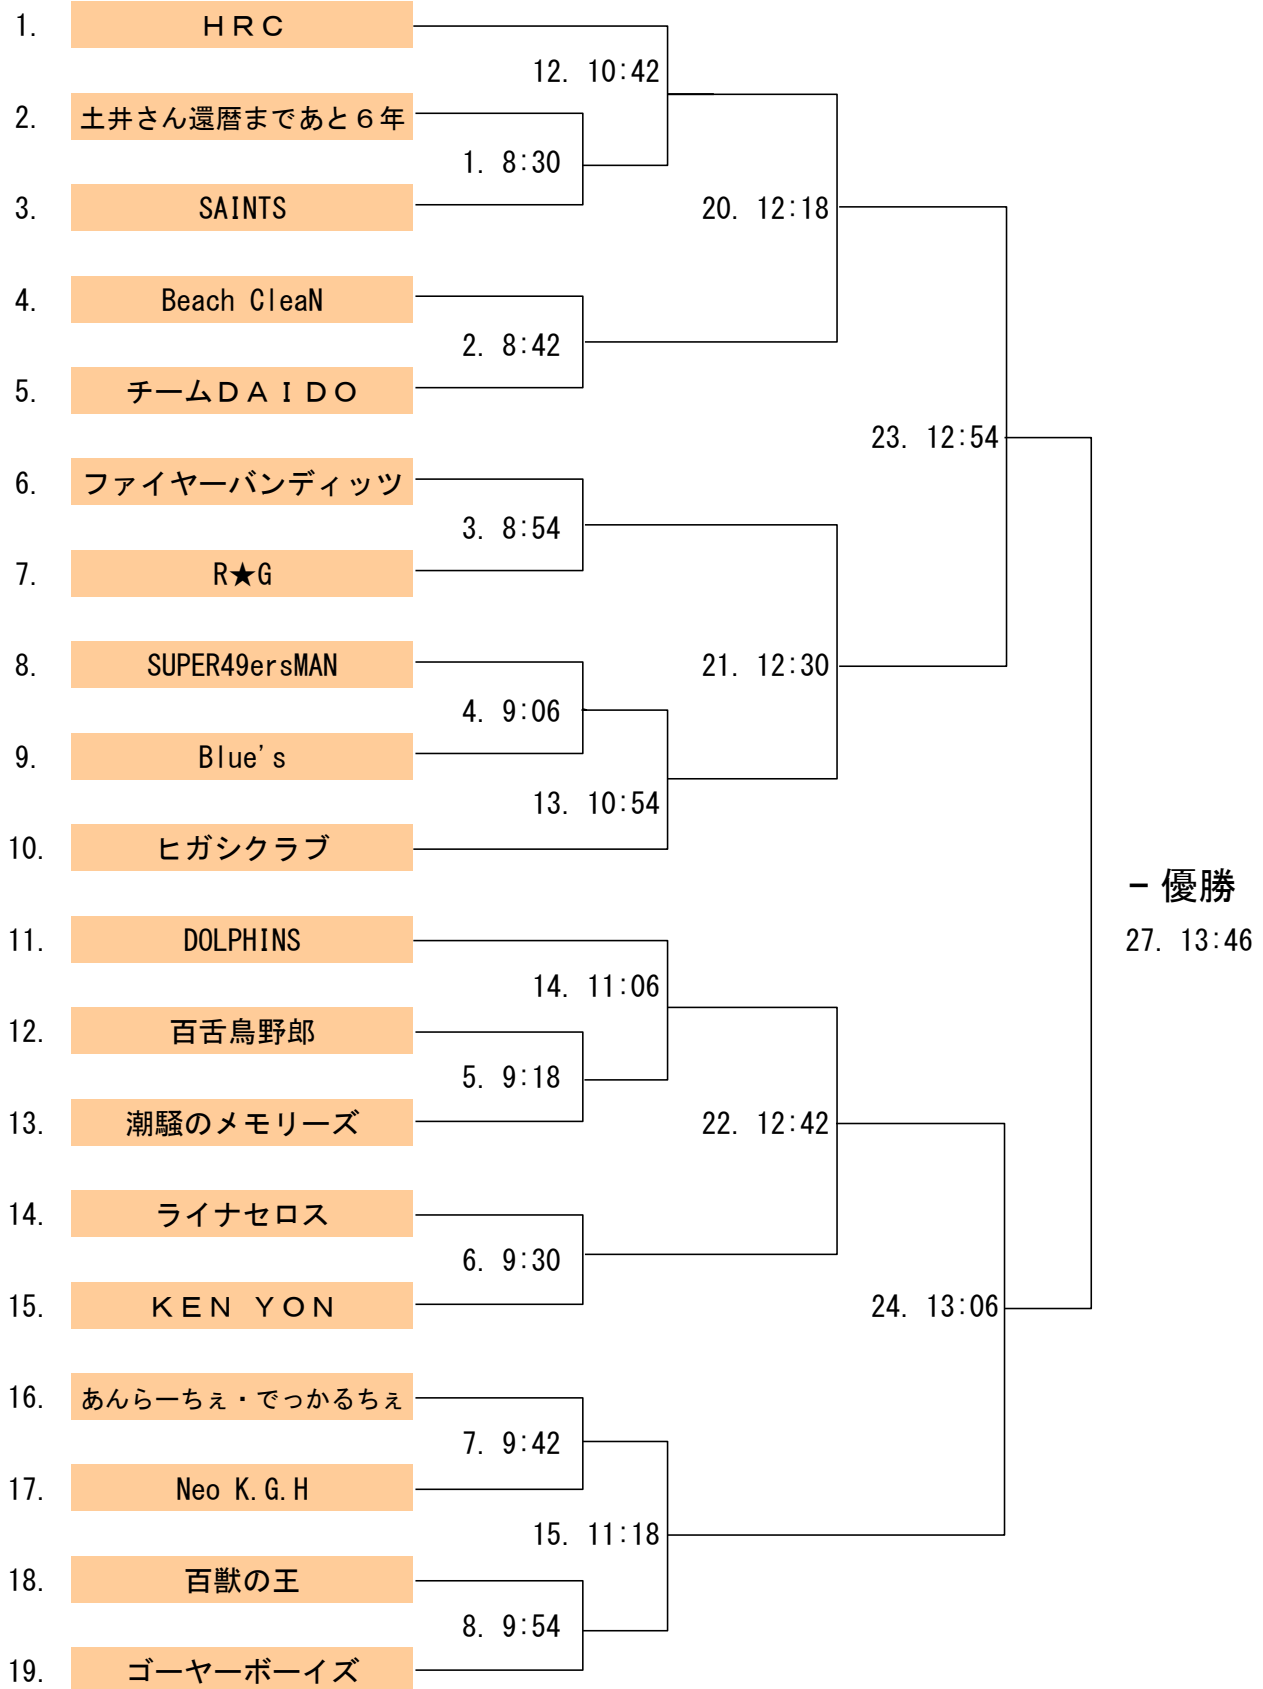 1. ＨＲＣ
12. 10:42
2. 土井さん還暦まであと６年
1. 8:30
3. SAINTS
20. 12:18
4. Beach CleaN
2. 8:42
5. チームＤＡＩＤＯ
23. 12:54
6. ファイヤーバンディッツ
3. 8:54
7. R★G
8. SUPER49ersMAN
21. 12:30
4. 9:06
9. Blue's
13. 10:54
10. ヒガシクラブ
－優勝
11. DOLPHINS
27. 13:46
14. 11:06
12. 百舌鳥野郎
5. 9:18
13. 潮騒のメモリーズ
22. 12:42
14. ライナセロス
6. 9:30
15. ＫＥＮ ＹＯＮ
24. 13:06
16. あんらーちぇ・でっかるちぇ
7. 9:42
17. Neo K.G.H
15. 11:18
18. 百獣の王
8. 9:54
19. ゴーヤーボーイズ